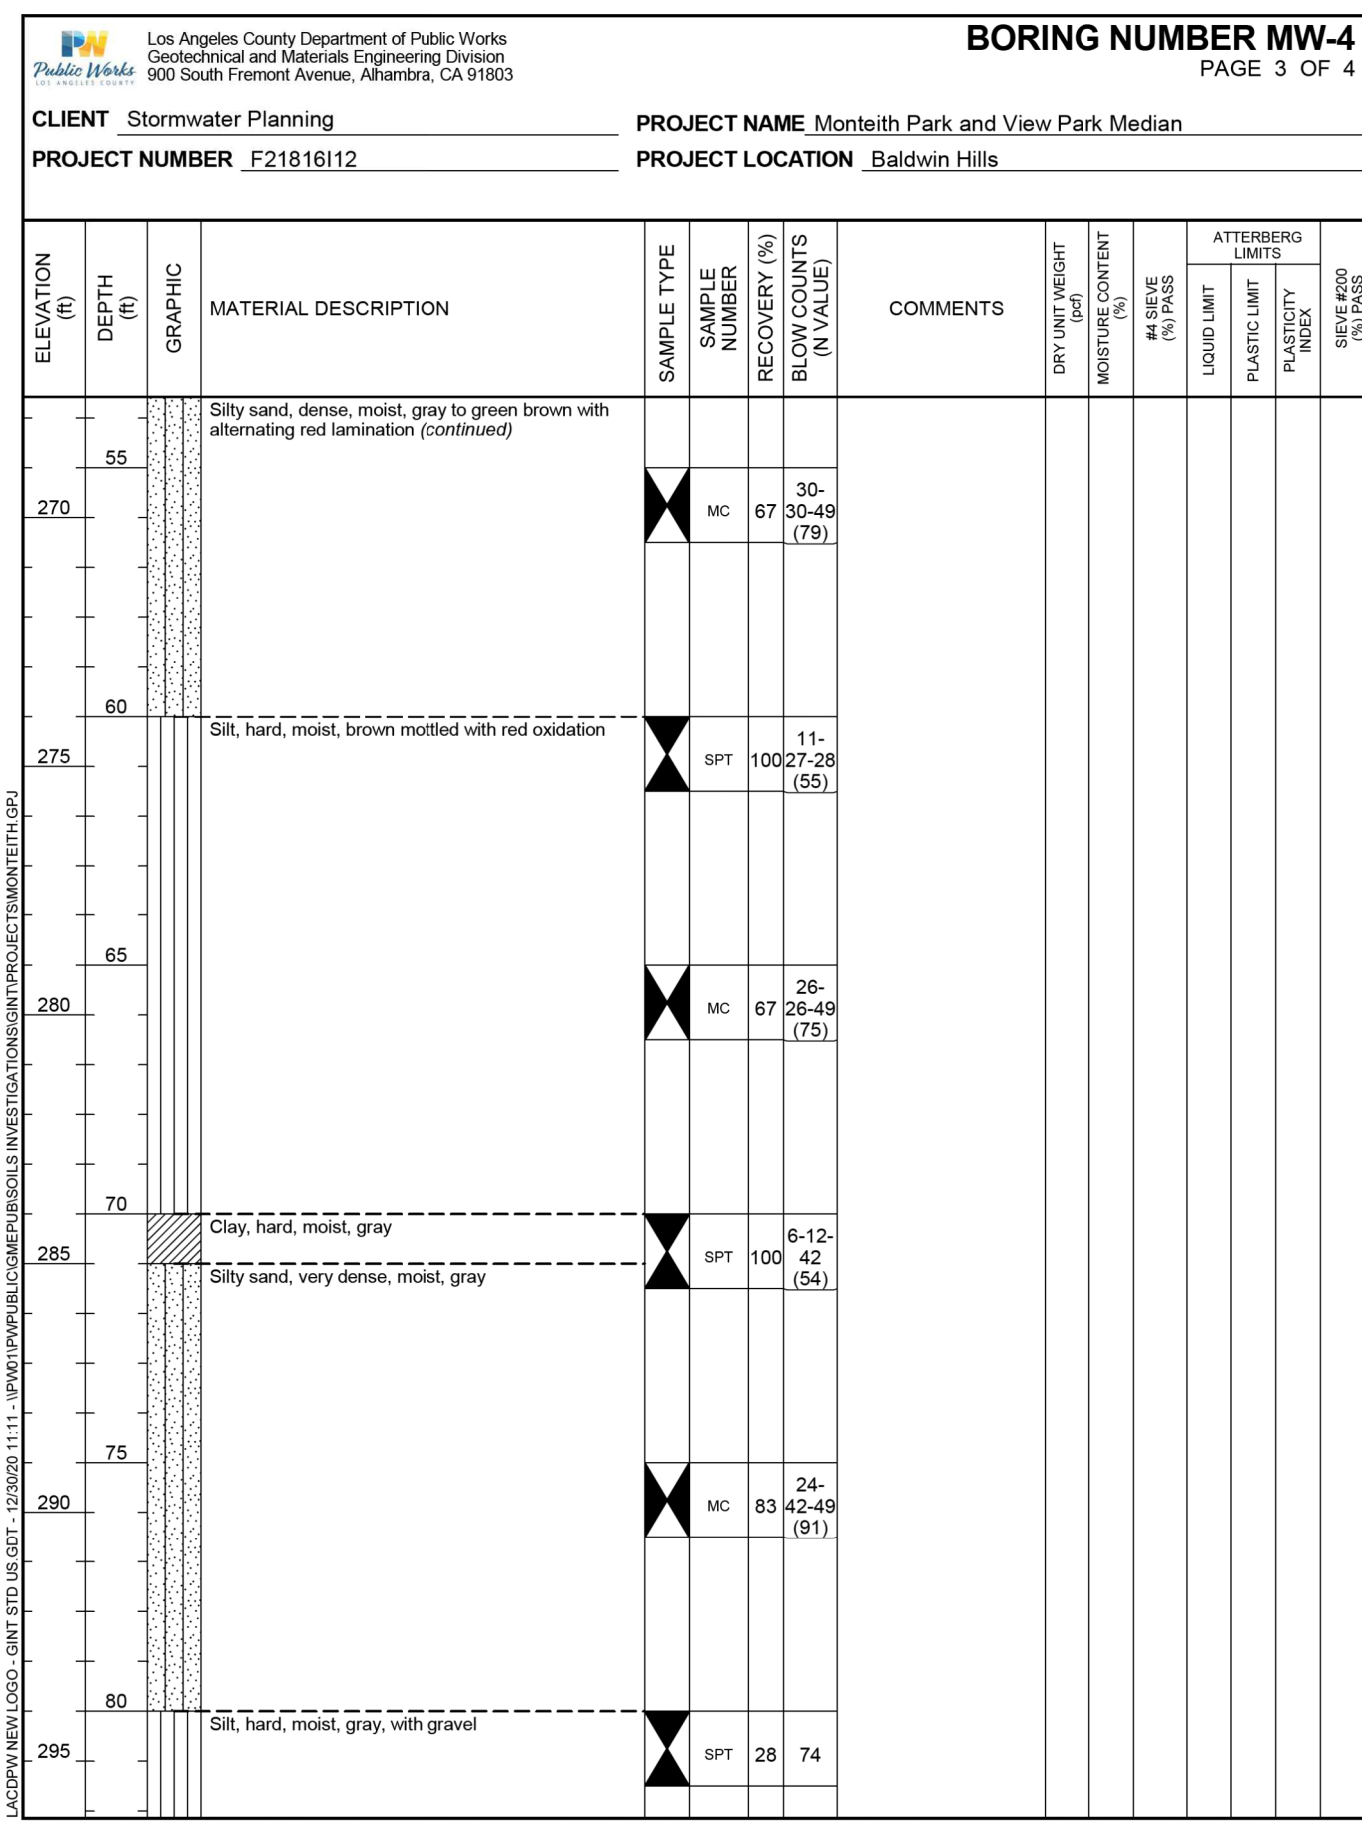 PW
Public Works
LOS ANGELES COUNTY
Los Angeles County Department of Public Works
Geotechnical and Materials Engineering Division
900 South Fremont Avenue, Alhambra, CA 91803
BORING NUMBER MW-4
PAGE 3 OF 4
CLIENT Stormwater Planning
PROJECT NAME Monteith Park and View Park Median
PROJECT NUMBER F21816I12
PROJECT LOCATION Baldwin Hills
ELEVATION
(ft)
DEPTH
(ft)
GRAPHIC
MATERIAL DESCRIPTION
SAMPLE TYPE
SAMPLE
NUMBER
RECOVERY (%)
BLOW COUNTS
(N VALUE)
COMMENTS
DRY UNIT WEIGHT
(pcf)
MOISTURE CONTENT
(%)
#4 SIEVE
(%) PASS
ATTERBERG
LIMITS
LIQUID LIMIT
PLASTIC LIMIT
PLASTICITY
INDEX
SIEVE #200
(%) PASS
Silty sand, dense, moist, gray to green brown with
alternating red lamination (continued)
55
270
MC
67
30-
30-49
(79)
60
Silt, hard, moist, brown mottled with red oxidation
275
SPT
100
11-
27-28
(55)
65
280
MC
67
26-
26-49
(75)
70
Clay, hard, moist, gray
285
SPT
100
6-12-
42
(54)
Silty sand, very dense, moist, gray
75
290
MC
83
24-
42-49
(91)
80
Silt, hard, moist, gray, with gravel
295
SPT
28
74
LACDPW NEW LOGO - GINT STD US.GDT - 12/30/20 11:11 - \\PW01\PWPUBLIC\GMEPUB\SOILS INVESTIGATIONS\GINT\PROJECTS\MONTEITH.GPJ